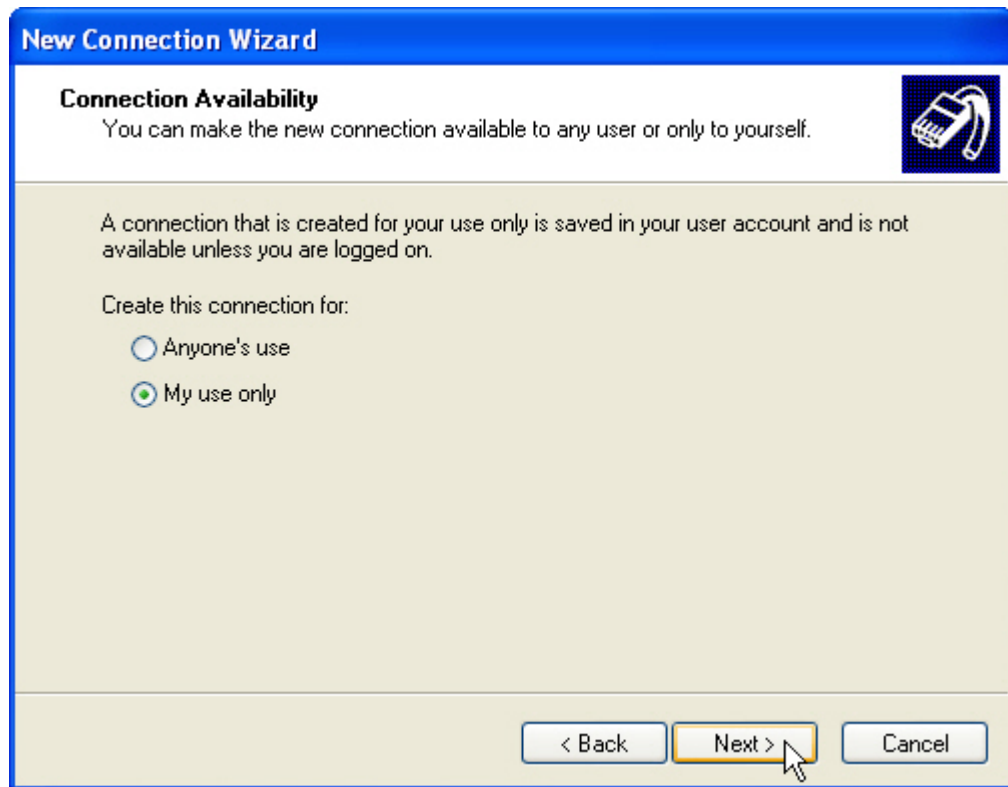 New Connection Wizard
Connection Availability
You can make the new connection available to any user or only to yourself.
A connection that is created for your use only is saved in your user account and is not
available unless you are logged on.
Create this connection for:
Anyone's use
My use only
< Back
Next >
Cancel